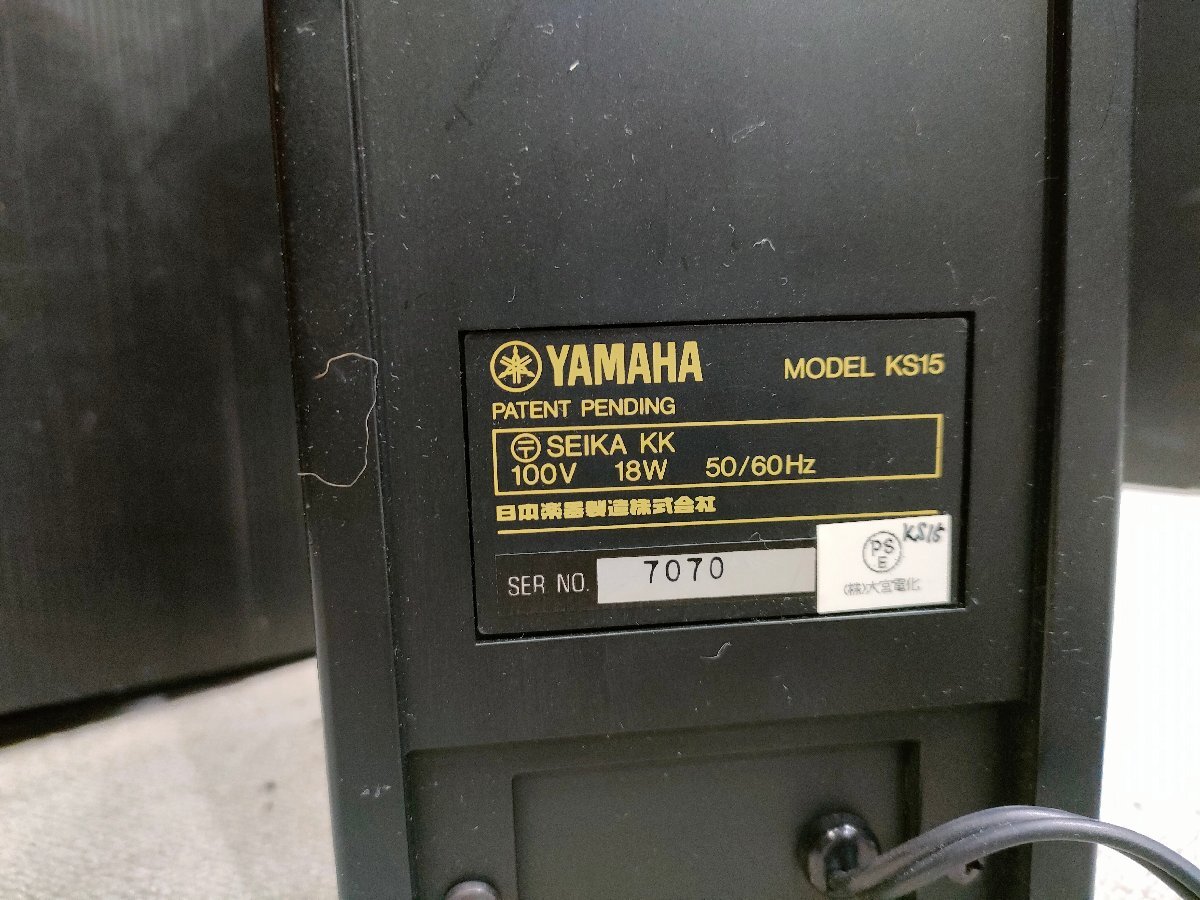 YAMAHA MODEL KS15
PATENT PENDING
〒 SEIKA KK
100V 18W 50/60Hz
日本楽器製造株式会社
SER NO. 7070
PS E KS15
(株)大宮電化